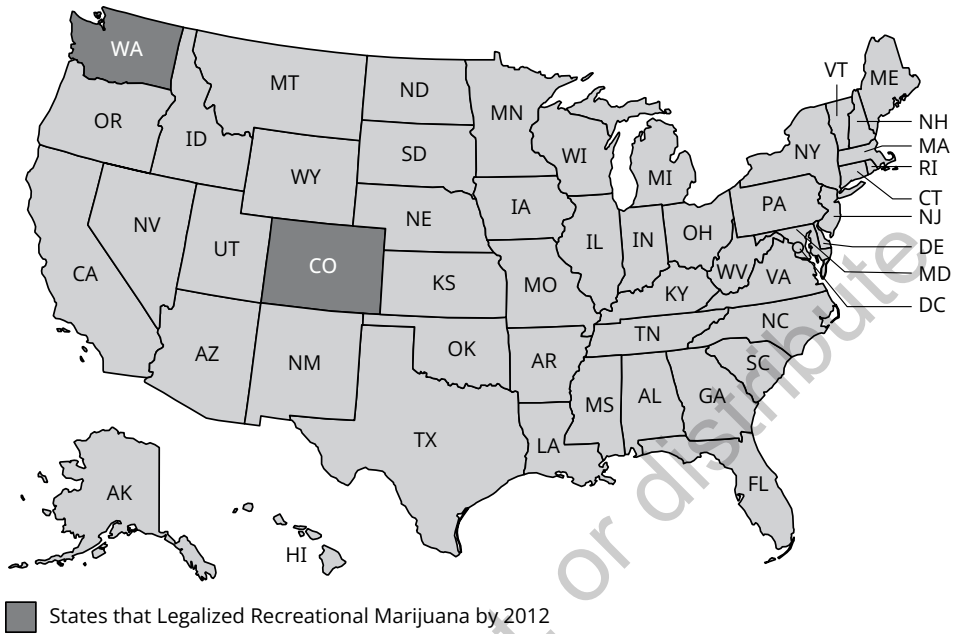 WA
MT
ND
MN
VT
ME
OR
ID
SD
WI
MI
NY
NH
MA
RI
CT
NJ
WY
NE
IA
PA
NV
UT
CO
KS
IL
IN
OH
DE
MD
DC
CA
MO
WV
VA
KY
NC
AZ
NM
OK
TN
AR
SC
MS
AL
GA
TX
LA
FL
AK
HI
States that Legalized Recreational Marijuana by 2012
or distribute